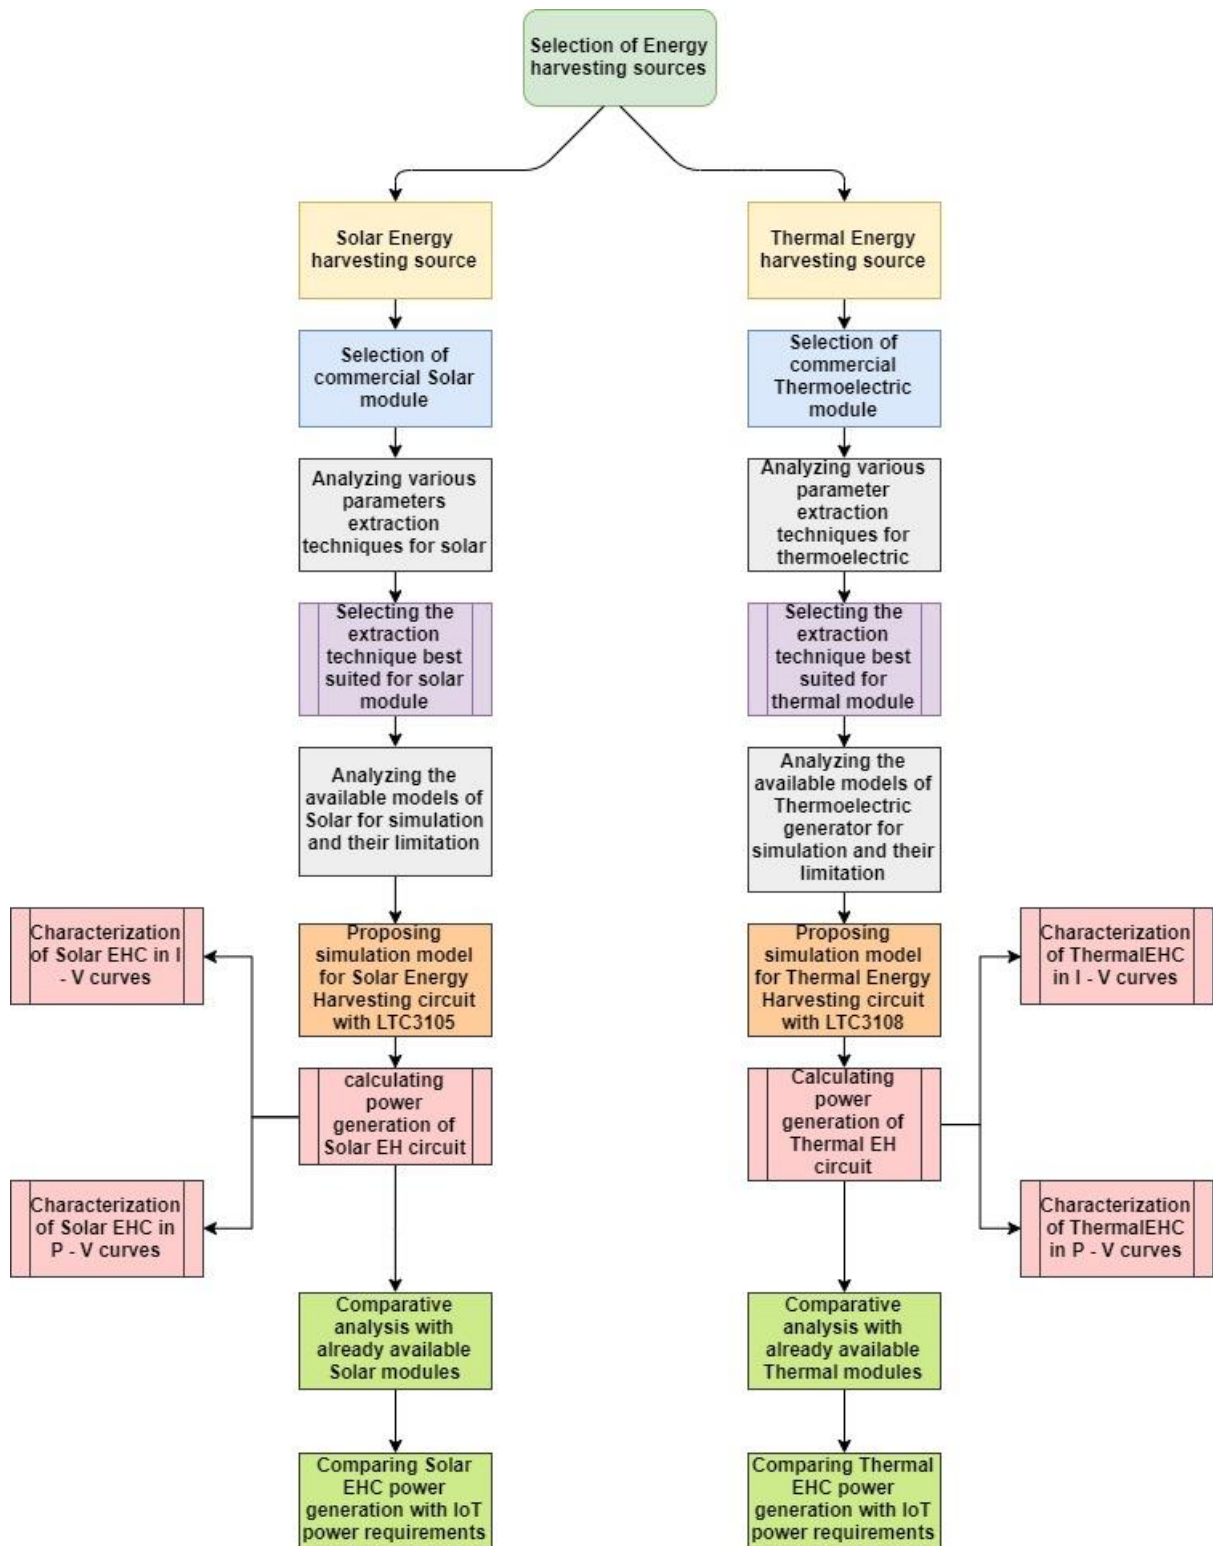 Selection of Energy
harvesting sources
Solar Energy
harvesting source
Thermal Energy
harvesting source
Selection of
commercial Solar
module
Selection of
commercial
Thermoelectric
module
Analyzing various
parameters
extraction
techniques for solar
Analyzing various
parameter
extraction
techniques for
thermoelectric
Selecting the
extraction
technique best
suited for solar
module
Selecting the
extraction
technique best
suited for
thermal module
Analyzing the
available models of
Solar for simulation
and their limitation
Analyzing the
available models of
Thermoelectric
generator for
simulation and their
limitation
Characterization
of Solar EHC in I
- V curves
Proposing
simulation model
for Solar Energy
Harvesting circuit
with LTC3105
Proposing
simulation model
for Thermal Energy
Harvesting circuit
with LTC3108
Characterization
of ThermalEHC
in I - V curves
calculating
power
generation of
Solar EH circuit
Calculating
power
generation of
Thermal EH
circuit
Characterization
of Solar EHC in
P - V curves
Characterization
of ThermalEHC
in P - V curves
Comparative
analysis with
already available
Solar modules
Comparative
analysis with
already available
Thermal modules
Comparing Solar
EHC power
generation with IoT
power requirements
Comparing Thermal
EHC power
generation with IoT
power requirements